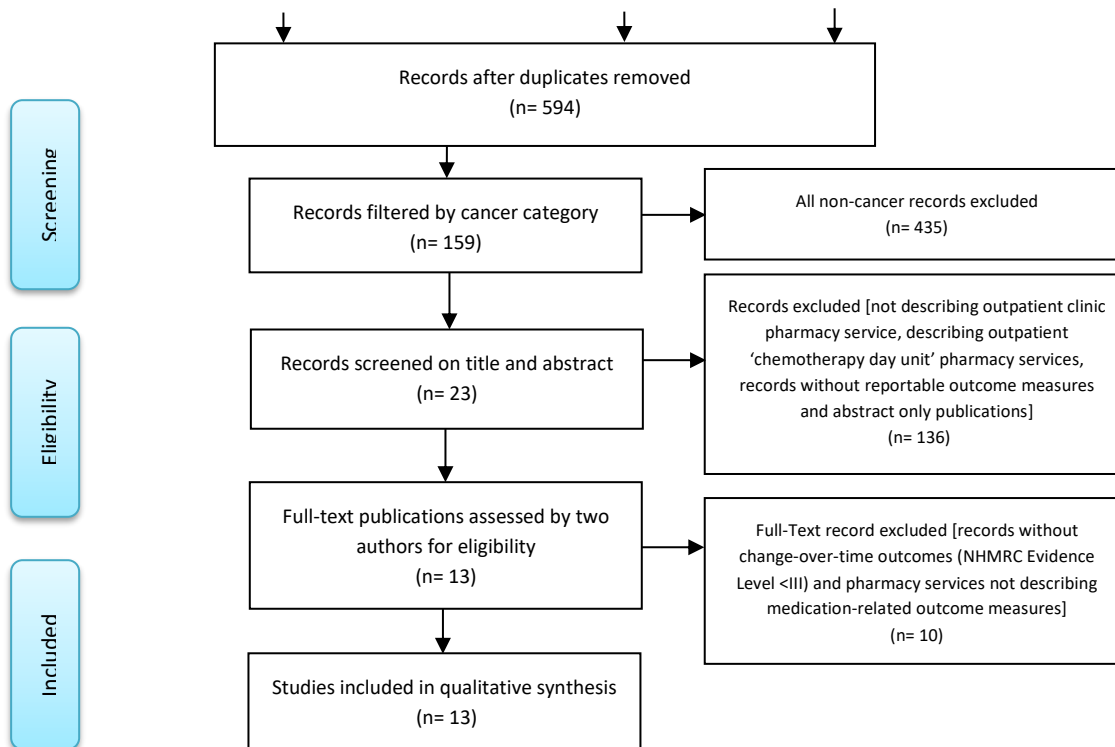 Records after duplicates removed
(n= 594)
Screening
Records filtered by cancer category
(n= 159)
All non-cancer records excluded
(n= 435)
Records excluded [not describing outpatient clinic
pharmacy service, describing outpatient
‘chemotherapy day unit’ pharmacy services,
records without reportable outcome measures
and abstract only publications]
(n= 136)
Eligibility
Records screened on title and abstract
(n= 23)
Full-text publications assessed by two
authors for eligibility
(n= 13)
Full-Text record excluded [records without
change-over-time outcomes (NHMRC Evidence
Level <III) and pharmacy services not describing
medication-related outcome measures]
(n= 10)
Included
Studies included in qualitative synthesis
(n= 13)